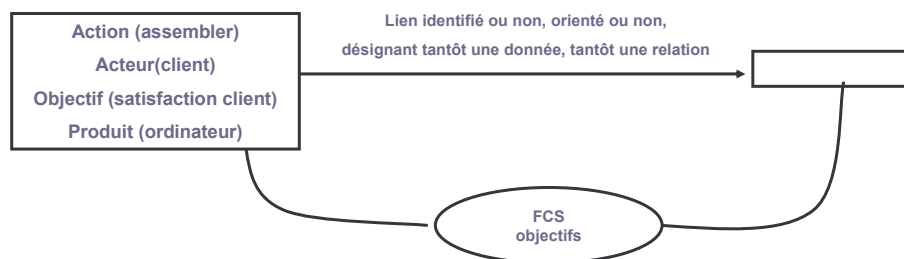 Action (assembler)
Acteur(client)
Objectif (satisfaction client)
Produit (ordinateur)
Lien identifié ou non, orienté ou non,
désignant tantôt une donnée, tantôt une relation
FCS
objectifs